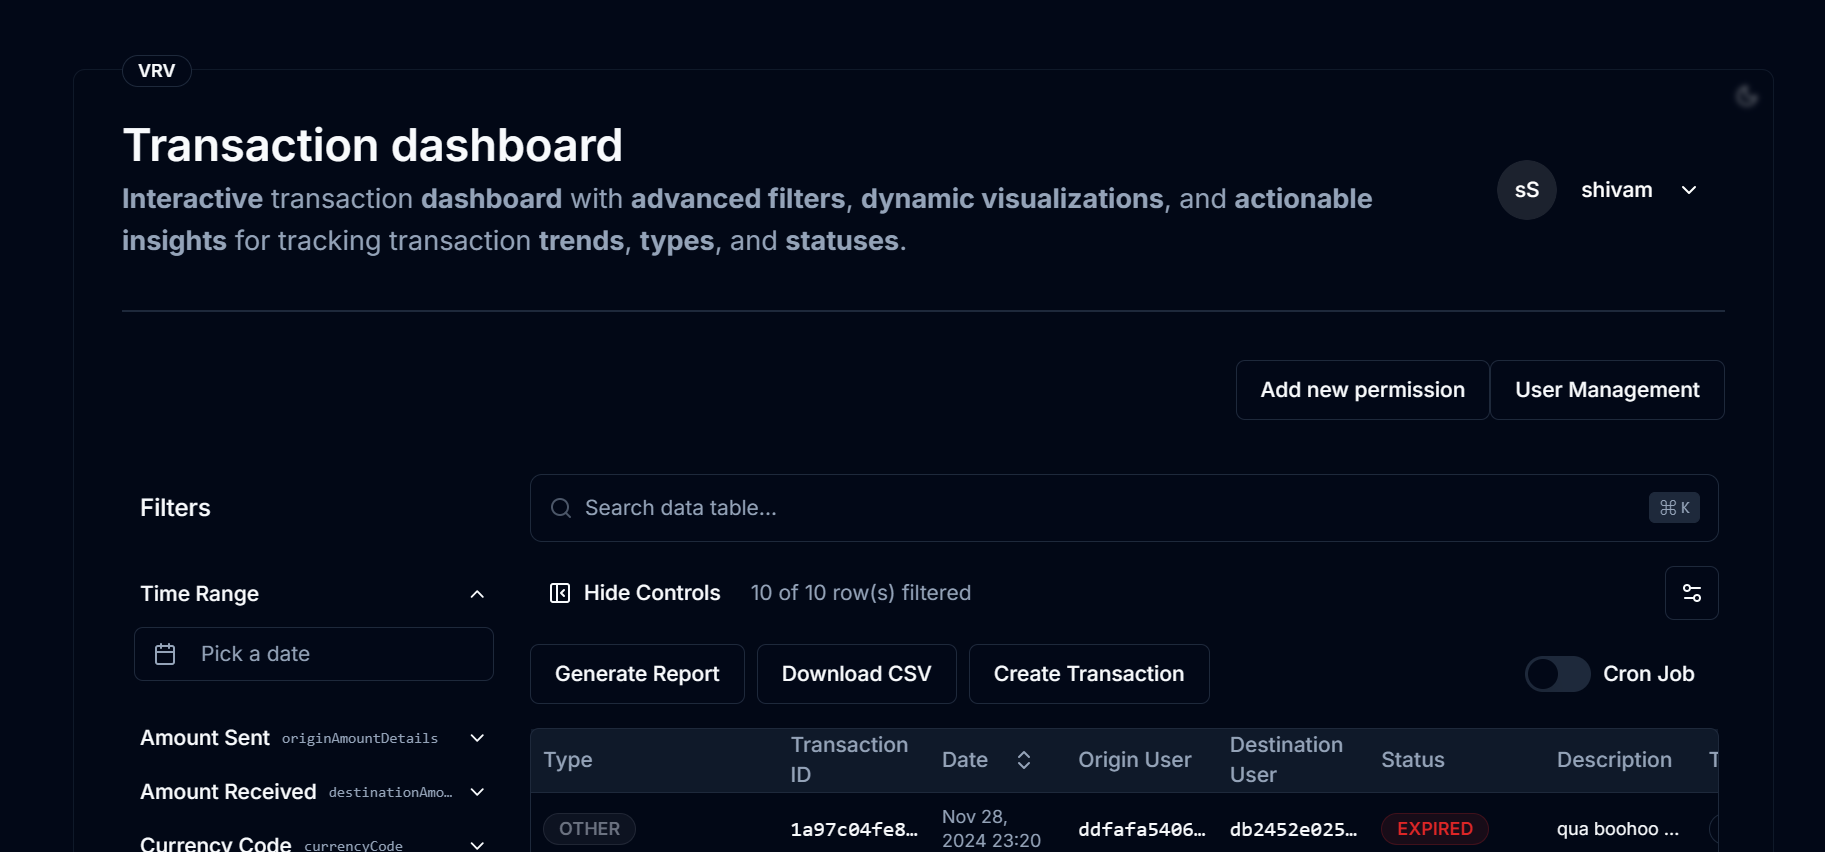 VRV
Transaction dashboard
Interactive transaction dashboard with advanced filters, dynamic visualizations, and actionable
insights for tracking transaction trends, types, and statuses.
sS shivam
Add new permission User Management
Filters
Search data table...
⌘ K
Time Range
Hide Controls 10 of 10 row(s) filtered
Pick a date
Generate Report Download CSV Create Transaction Cron Job
Amount Sent originAmountDetails
Amount Received destinationAmo…
Currency Code currencyCode
Type Transaction ID Date Origin User Destination User Status Description T
OTHER 1a97c04fe8… Nov 28, 2024 23:20 ddfafa5406… db2452e025… EXPIRED qua boohoo ...